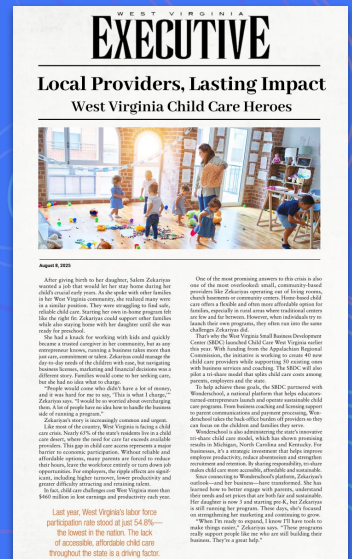 WEST VIRGINIA
EXECUTIVE
Local Providers, Lasting Impact
West Virginia Child Care Heroes
August 8, 2025
After giving birth to her daughter, Salem Zekariyas
wanted a job that would let her stay home during her
child's crucial early years. As she spoke with other families
in her West Virginia community, she realized many were
in a similar position. They were struggling to find safe,
reliable child care. Starting her own in-home program felt
like the right fit: Zekariyas could support other families
while also staying home with her daughter until she was
ready for preschool.
She had a knack for working with kids and quickly
became a trusted caregiver in her community, but as any
entrepreneur knows, running a business takes more than
just care, commitment or talent. Zekariyas could manage the
day-to-day needs of the children with ease, but navigating
business licenses, marketing and financial decisions was a
different story. Families would come to her seeking care,
but she had no idea what to charge.
"People would come who didn't have a lot of money,
and it was hard for me to say, 'This is what I charge,'"
Zekariyas says. "I would be so worried about overcharging
them. A lot of people have no idea how to handle the business
side of running a program."
Zekariyas's story is increasingly common and urgent.
Like most of the country, West Virginia is facing a child
care crisis. Nearly 65% of the state's residents live in a child
care desert, where the need for care far exceeds available
providers. This gap in child care access represents a major
barrier to economic participation. Without reliable and
affordable options, many parents are forced to reduce
their hours, leave the workforce entirely or turn down job
opportunities. For employers, the ripple effects are signif-
icant, including higher turnover, lower productivity and
greater difficulty attracting and retaining talent.
In fact, child care challenges cost West Virginia more than
$460 million in lost earnings and productivity each year.
Last year, West Virginia's labor force
participation rate stood at just 54.8%—
the lowest in the nation. The lack
of accessible, affordable child care
throughout the state is a driving factor.
One of the most promising answers to this crisis is also
one of the most overlooked: small, community-based
providers like Zekariyas operating out of living rooms,
church basements or community centers. Home-based child
care offers a flexible and often more affordable option for
families, especially in rural areas where traditional centers
are few and far between. However, when individuals try to
launch their own programs, they often run into the same
challenges Zekariyas did.
That's why the West Virginia Small Business Development
Center (SBDC) launched Child Care West Virginia earlier
this year. With funding from the Appalachian Regional
Commission, the initiative is working to create 40 new
child care providers while supporting 50 existing ones
with business services and coaching. The SBDC will also
pilot a tri-share model that splits child care costs among
parents, employers and the state.
To help achieve these goals, the SBDC partnered with
Wonderschool, a national platform that helps educators-
turned-entrepreneurs launch and operate sustainable child
care programs. From business coaching and licensing support
to parent communications and payment processing, Won-
derschool takes on the back-office burden of providers so they
can focus on the children and families they serve.
Wonderschool is also administering the state's innovative
tri-share child care model, which has shown promising
results in Michigan, North Carolina and Kentucky. For
businesses, it's a strategic investment that helps improve
employee productivity, reduce absenteeism and strengthen
recruitment and retention. By sharing responsibility, tri-share
makes child care more accessible, affordable and sustainable.
Since connecting to Wonderschool's platform, Zekariyas's
outlook—and her business—have transformed. She has
learned how to better engage with parents, understand
their needs and set prices that are both fair and sustainable.
Her daughter is now 5 and starting pre-K, but Zekariyas
is still running her program. These days, she's focused
on strengthening her marketing and continuing to grow.
"When I'm ready to expand, I know I'll have tools to
make things easier," Zekariyas says. "These programs
really support people like me who are still building their
business. They're a great help."